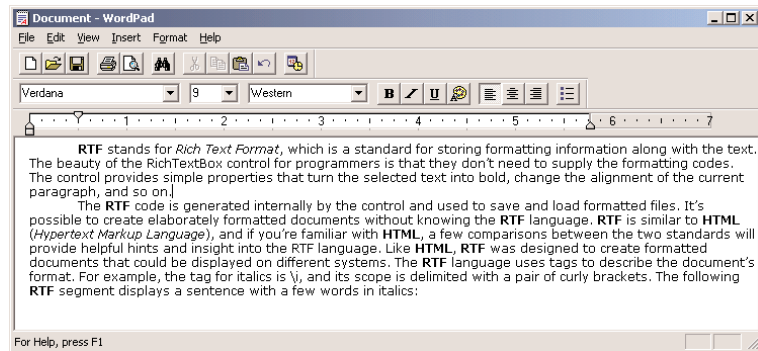 Document - WordPad
File Edit View Insert Format Help
Verdana 9 Western B I U
1 2 3 4 5 6 7
RTF stands for Rich Text Format, which is a standard for storing formatting information along with the text.
The beauty of the RichTextBox control for programmers is that they don't need to supply the formatting codes.
The control provides simple properties that turn the selected text into bold, change the alignment of the current
paragraph, and so on.
The RTF code is generated internally by the control and used to save and load formatted files. It's
possible to create elaborately formatted documents without knowing the RTF language. RTF is similar to HTML
(Hypertext Markup Language), and if you're familiar with HTML, a few comparisons between the two standards will
provide helpful hints and insight into the RTF language. Like HTML, RTF was designed to create formatted
documents that could be displayed on different systems. The RTF language uses tags to describe the document's
format. For example, the tag for italics is \i, and its scope is delimited with a pair of curly brackets. The following
RTF segment displays a sentence with a few words in italics:
For Help, press F1